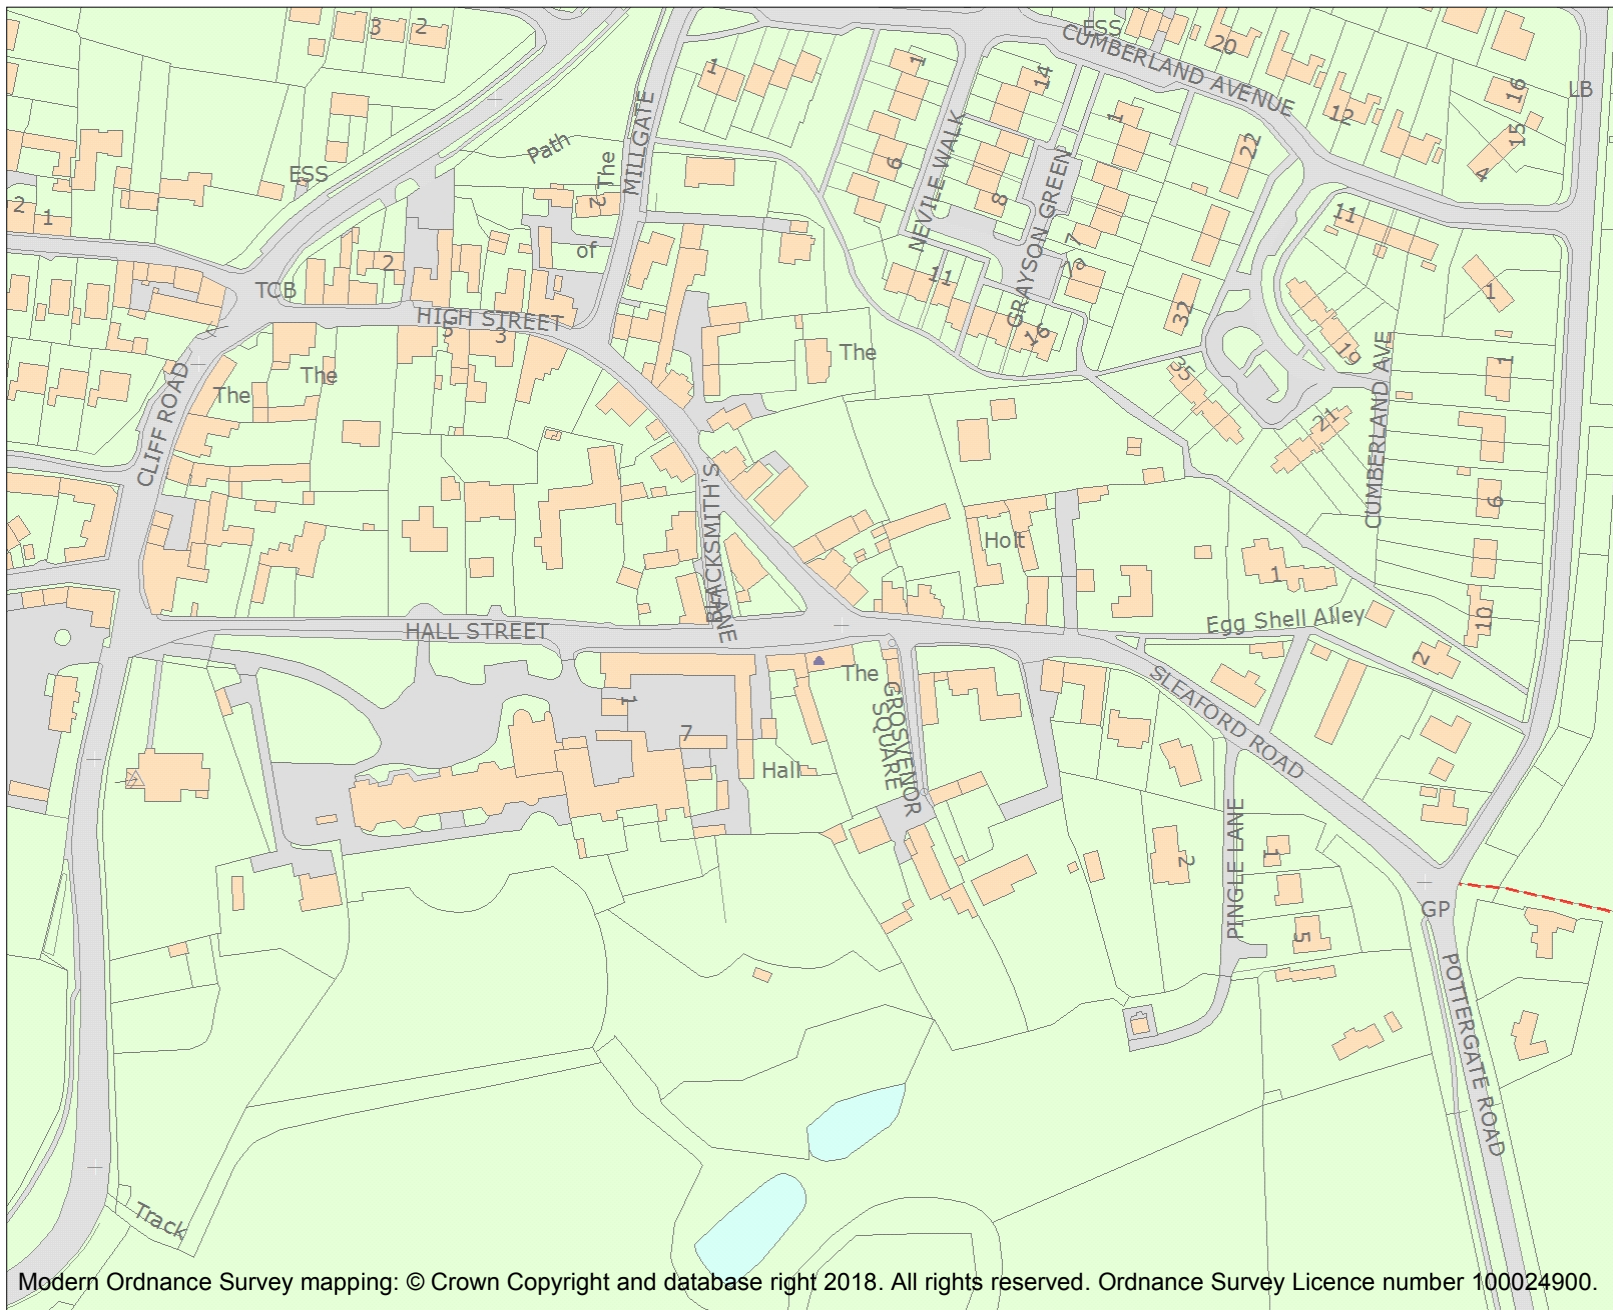 3
2
ESS
CUMBERLAND AVENUE
20
16
LB
12
15
4
1
1
14
1
22
MILLGATE
Path
The
2
of
ESS
2
1
NEVILE WALK
6
8
GRAYSON GREEN
7
7a
11
11
16
32
1
19
35
21
CUMBERLAND AVE
1
6
10
2
TCB
HIGH STREET
5
3
The
The
The
CLIFF ROAD
BLACKSMITH'S
LANE
Holt
1
Egg Shell Alley
2
HALL STREET
SLEAFORD ROAD
The
GROSVENOR
SQUARE
1
7
Hall
PINGLE LANE
2
1
5
GP
POTTERGATE ROAD
Track
Modern Ordnance Survey mapping: © Crown Copyright and database right 2018. All rights reserved. Ordnance Survey Licence number 100024900.